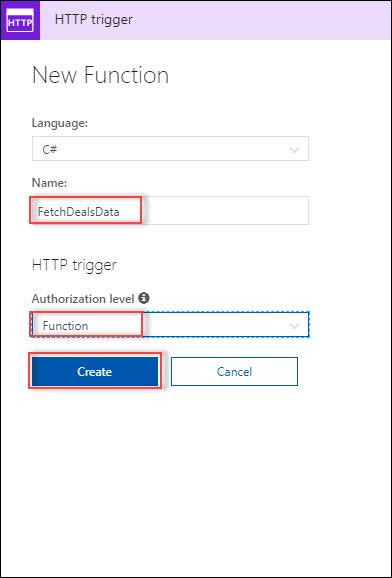 HTTP
HTTP trigger
New Function
Language:
C#
Name:
FetchDealsData
HTTP trigger
Authorization level
Function
Create Cancel